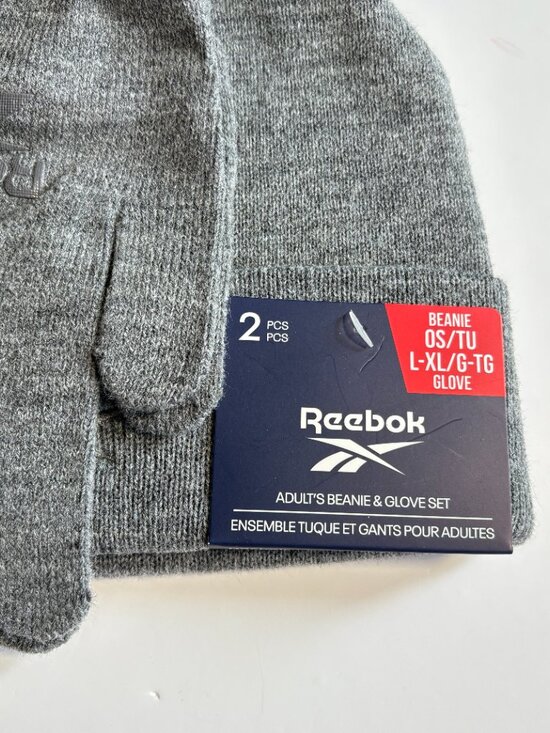 2 PCS
PCS
BEANIE
OS/TU
L-XL/G-TG
GLOVE
Reebok
ADULT'S BEANIE & GLOVE SET
ENSEMBLE TUQUE ET GANTS POUR ADULTES